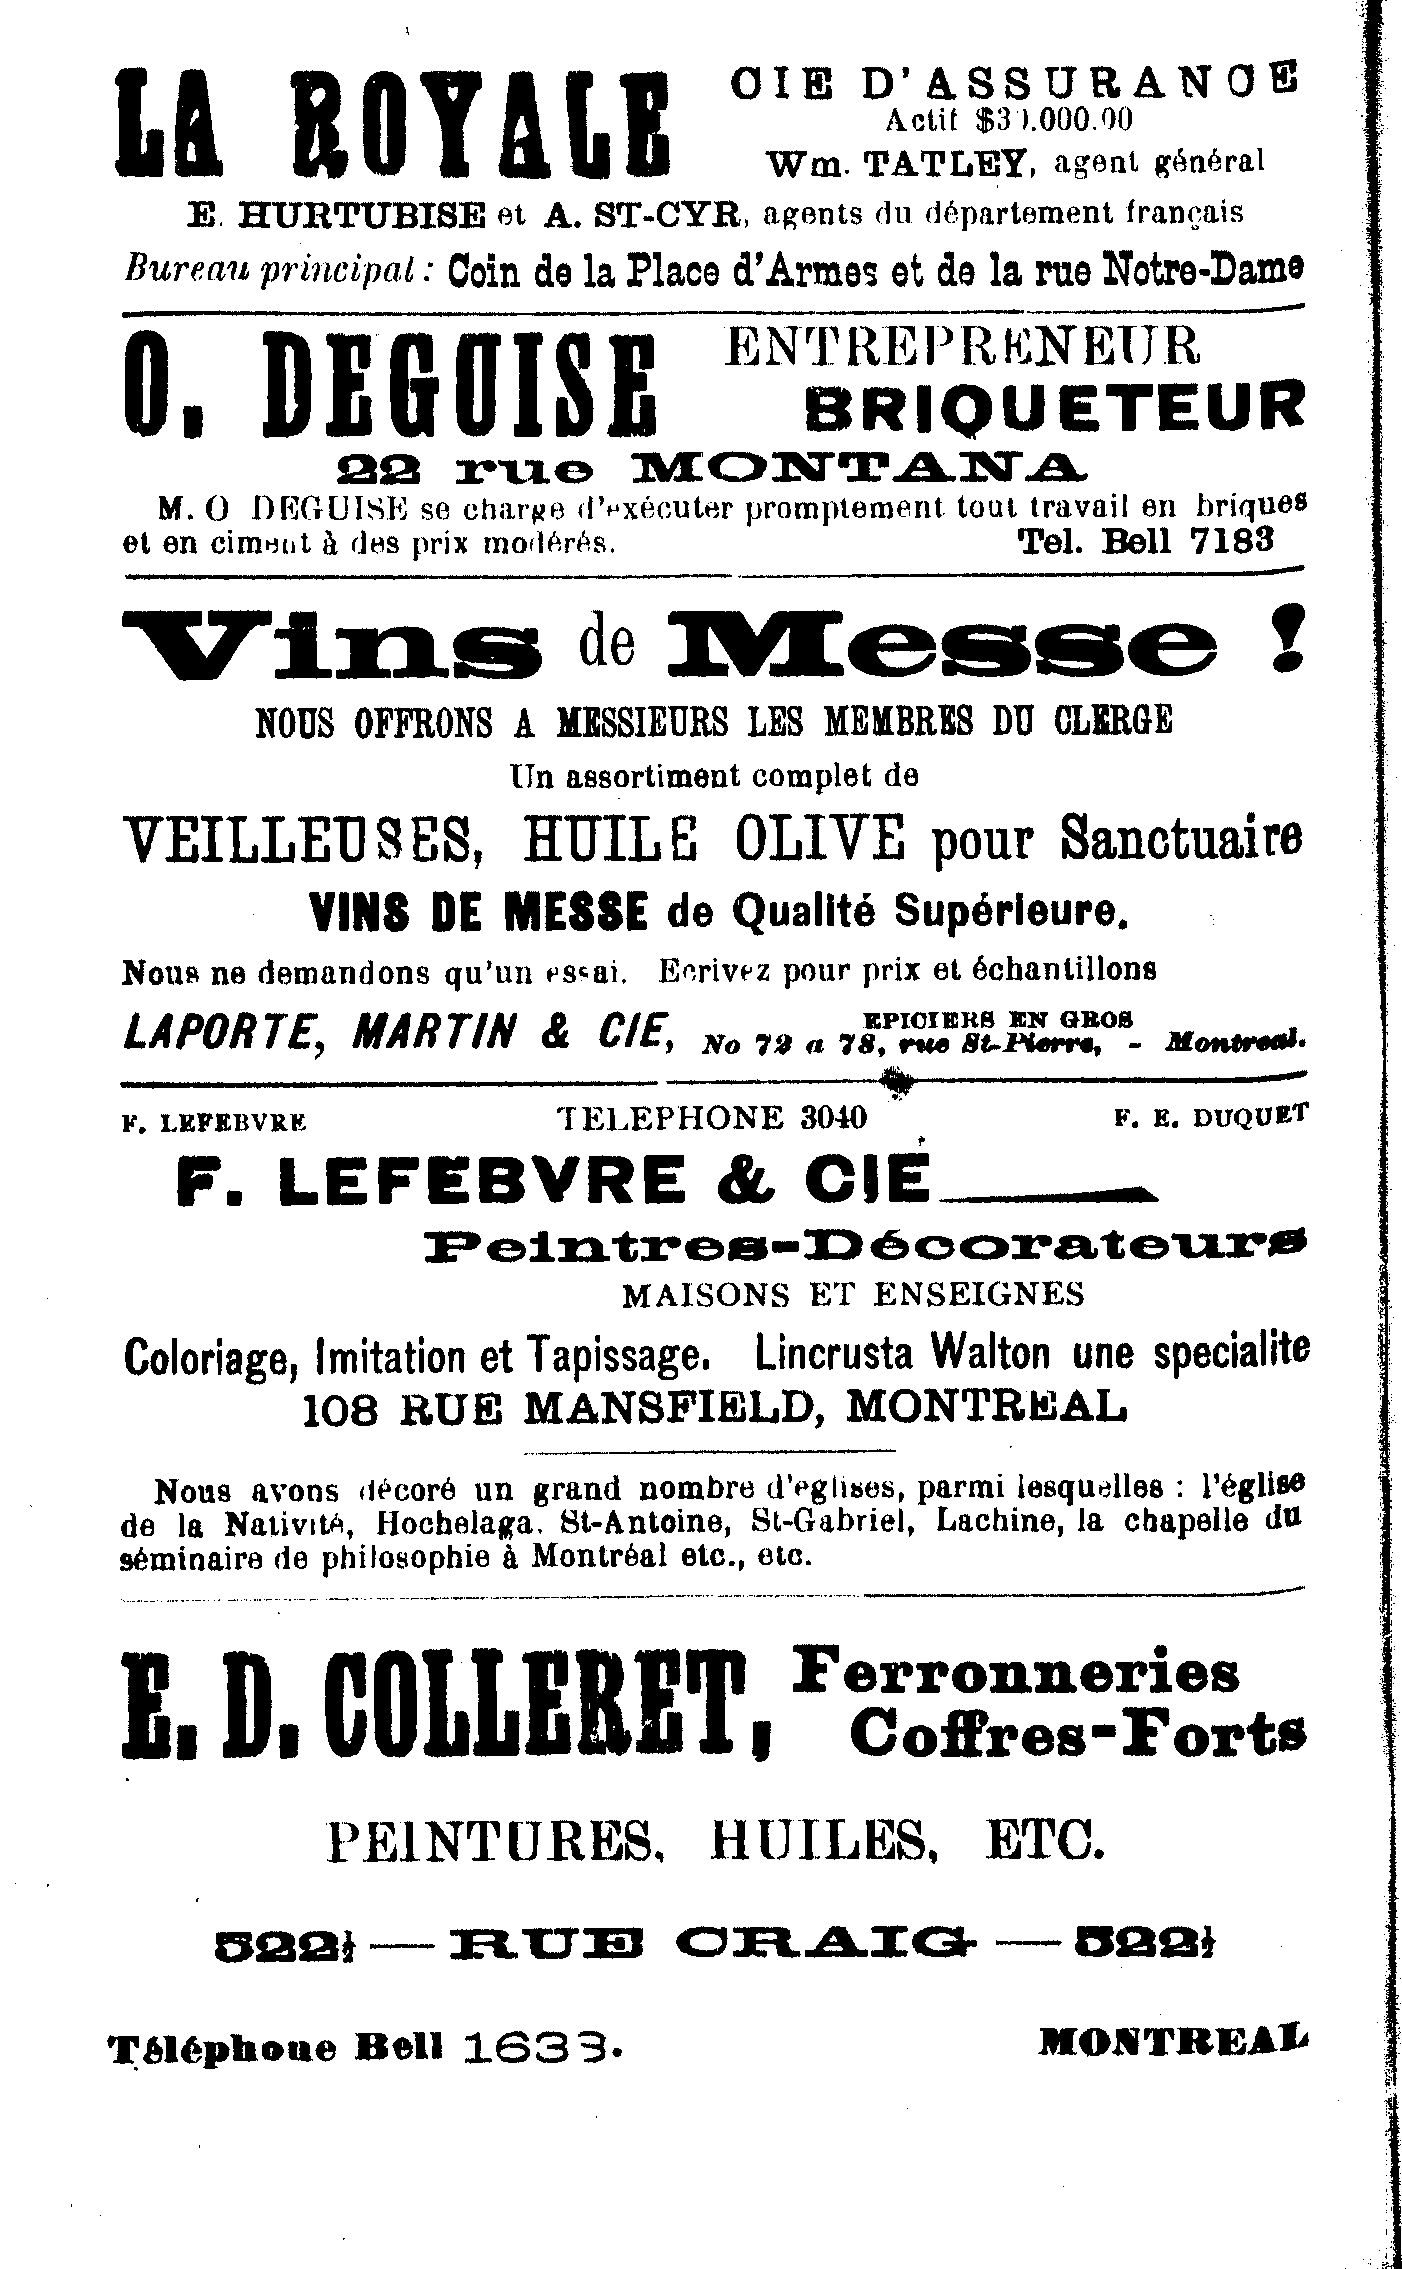 LA ROYALE CIE D'ASSURANCE
Actif
Wm. TATLEY, agent général
E. HURTUBISE et A. ST-CYR, agents du département français
Bureau principal : Coin de la Place d'Armes et de la rue Notre-Dame
O. DEGUISE ENTREPRENEUR
BRIQUETEUR
22 rue MONTANA
M. O DEGUISE se charge d'exécuter promptement tout travail en briques
et en ciment à des prix modérés. Tel. Bell 7183
Vins de Messe !
NOUS OFFRONS A MESSIEURS LES MEMBRES DU CLERGE
Un assortiment complet de
VEILLEUSES, HUILE OLIVE pour Sanctuaire
VINS DE MESSE de Qualité Supérieure.
Nous ne demandons qu'un essai. Ecrivez pour prix et échantillons
LAPORTE, MARTIN & CIE, EPICIERS EN GROS
No 72 a 78, rue St-Pierre, - Montreal.
F. LEFEBVRE TELEPHONE 3040 F. E. DUQUET
F. LEFEBVRE & CIE
Peintres-Décorateurs
MAISONS ET ENSEIGNES
Coloriage, Imitation et Tapissage. Lincrusta Walton une specialite
108 RUE MANSFIELD, MONTREAL
Nous avons décoré un grand nombre d'eglises, parmi lesquelles : l'église
de la Nativité, Hochelaga. St-Antoine, St-Gabriel, Lachine, la chapelle du
séminaire de philosophie à Montréal etc., etc.
E. D. COLLERET, Ferronneries
Coffres-Forts
PEINTURES, HUILES, ETC.
522½ — RUE CRAIG — 522½
Téléphone Bell 1633. MONTREAL